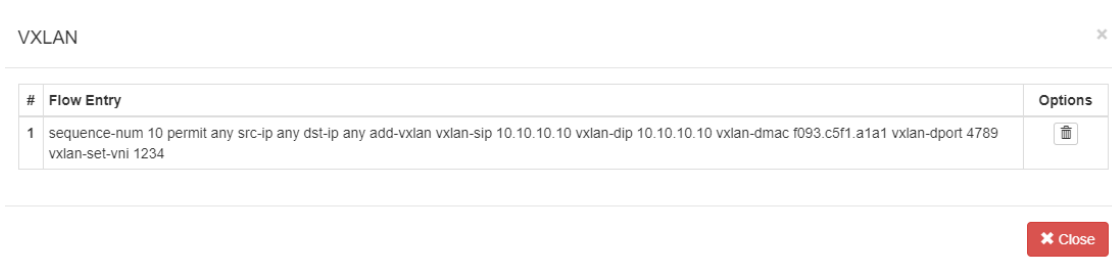 VXLAN
×
# Flow Entry Options
1 sequence-num 10 permit any src-ip any dst-ip any add-vxlan vxlan-sip 10.10.10.10 vxlan-dip 10.10.10.10 vxlan-dmac f093.c5f1.a1a1 vxlan-dport 4789
vxlan-set-vni 1234
✖ Close